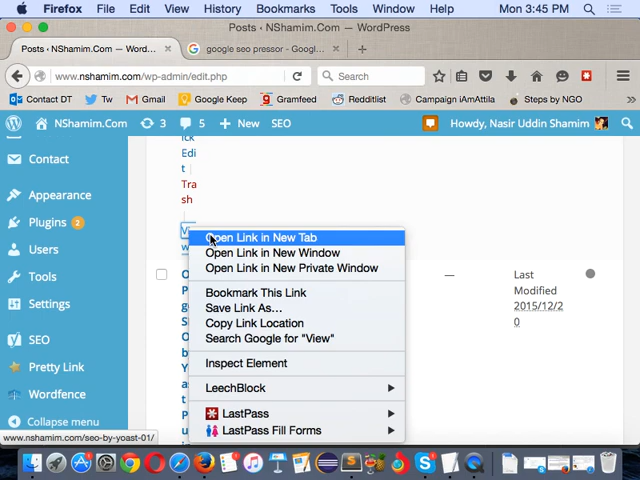 Firefox File Edit View History Bookmarks Tools Window Help Mon 3:45 PM
Posts ‹ NShamim.Com — WordPress
Posts ‹ NShamim.Com — Wor... × google seo pressor - Googl... × +
www.nshamim.com/wp-admin/edit.php Search
Contact DT Tw Gmail Google Keep Gramfeed Redditlist Campaign iAmAttila Steps by NGO
NShamim.Com 3 5 + New SEO Howdy, Nasir Uddin Shamim
ick
Edi
t |
Tra
sh
|
Contact
Appearance
Plugins 2
Users
Tools
Settings
SEO
Pretty Link
Wordfence
Collapse menu
Open Link in New Tab
Open Link in New Window
Open Link in New Private Window
Bookmark This Link
Save Link As...
Copy Link Location
Search Google for "View"
Inspect Element
LeechBlock
LastPass
LastPass Fill Forms
—
Last
Modified
2015/12/2
0
www.nshamim.com/seo-by-yoast-01/